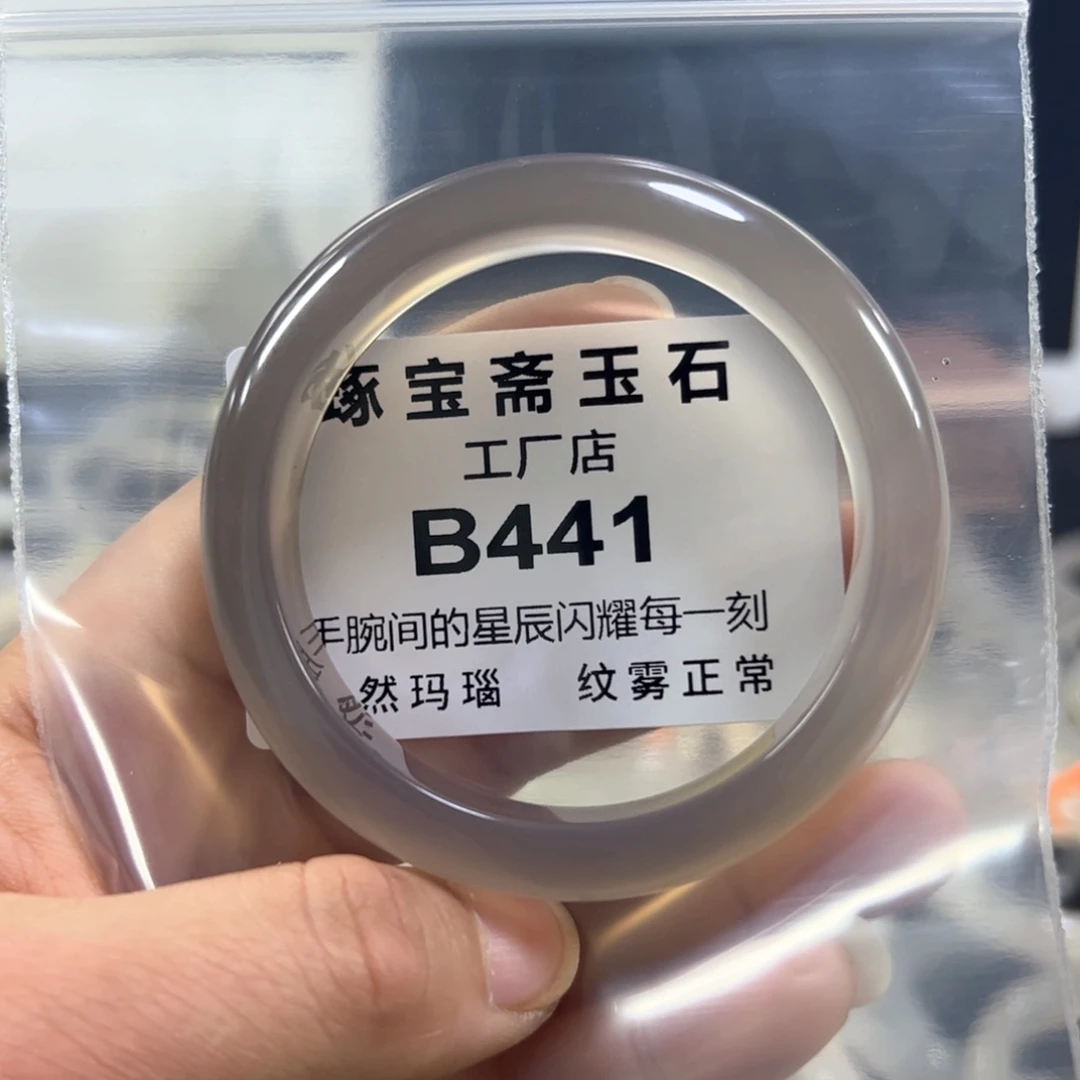 琢宝斋玉石
工厂店
B441
手腕间的星辰闪耀每一刻
然玛瑙 纹雾正常